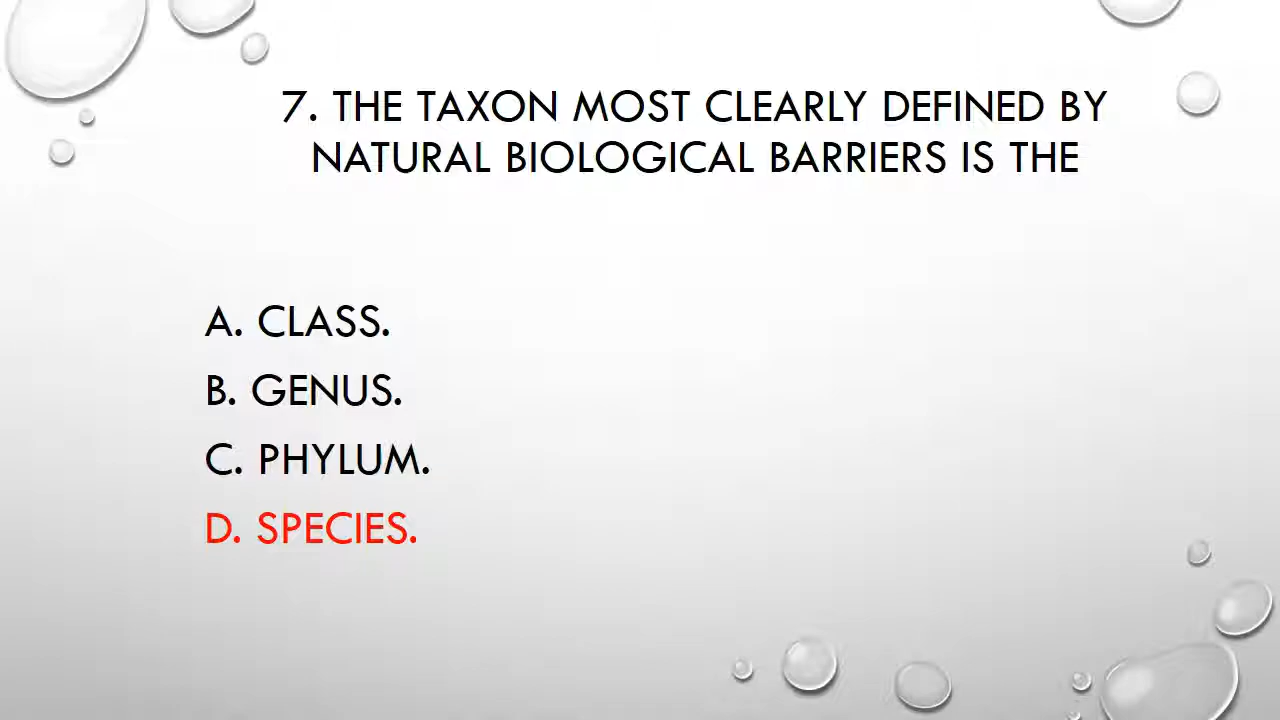 7. THE TAXON MOST CLEARLY DEFINED BY
NATURAL BIOLOGICAL BARRIERS IS THE
A. CLASS.
B. GENUS.
C. PHYLUM.
D. SPECIES.